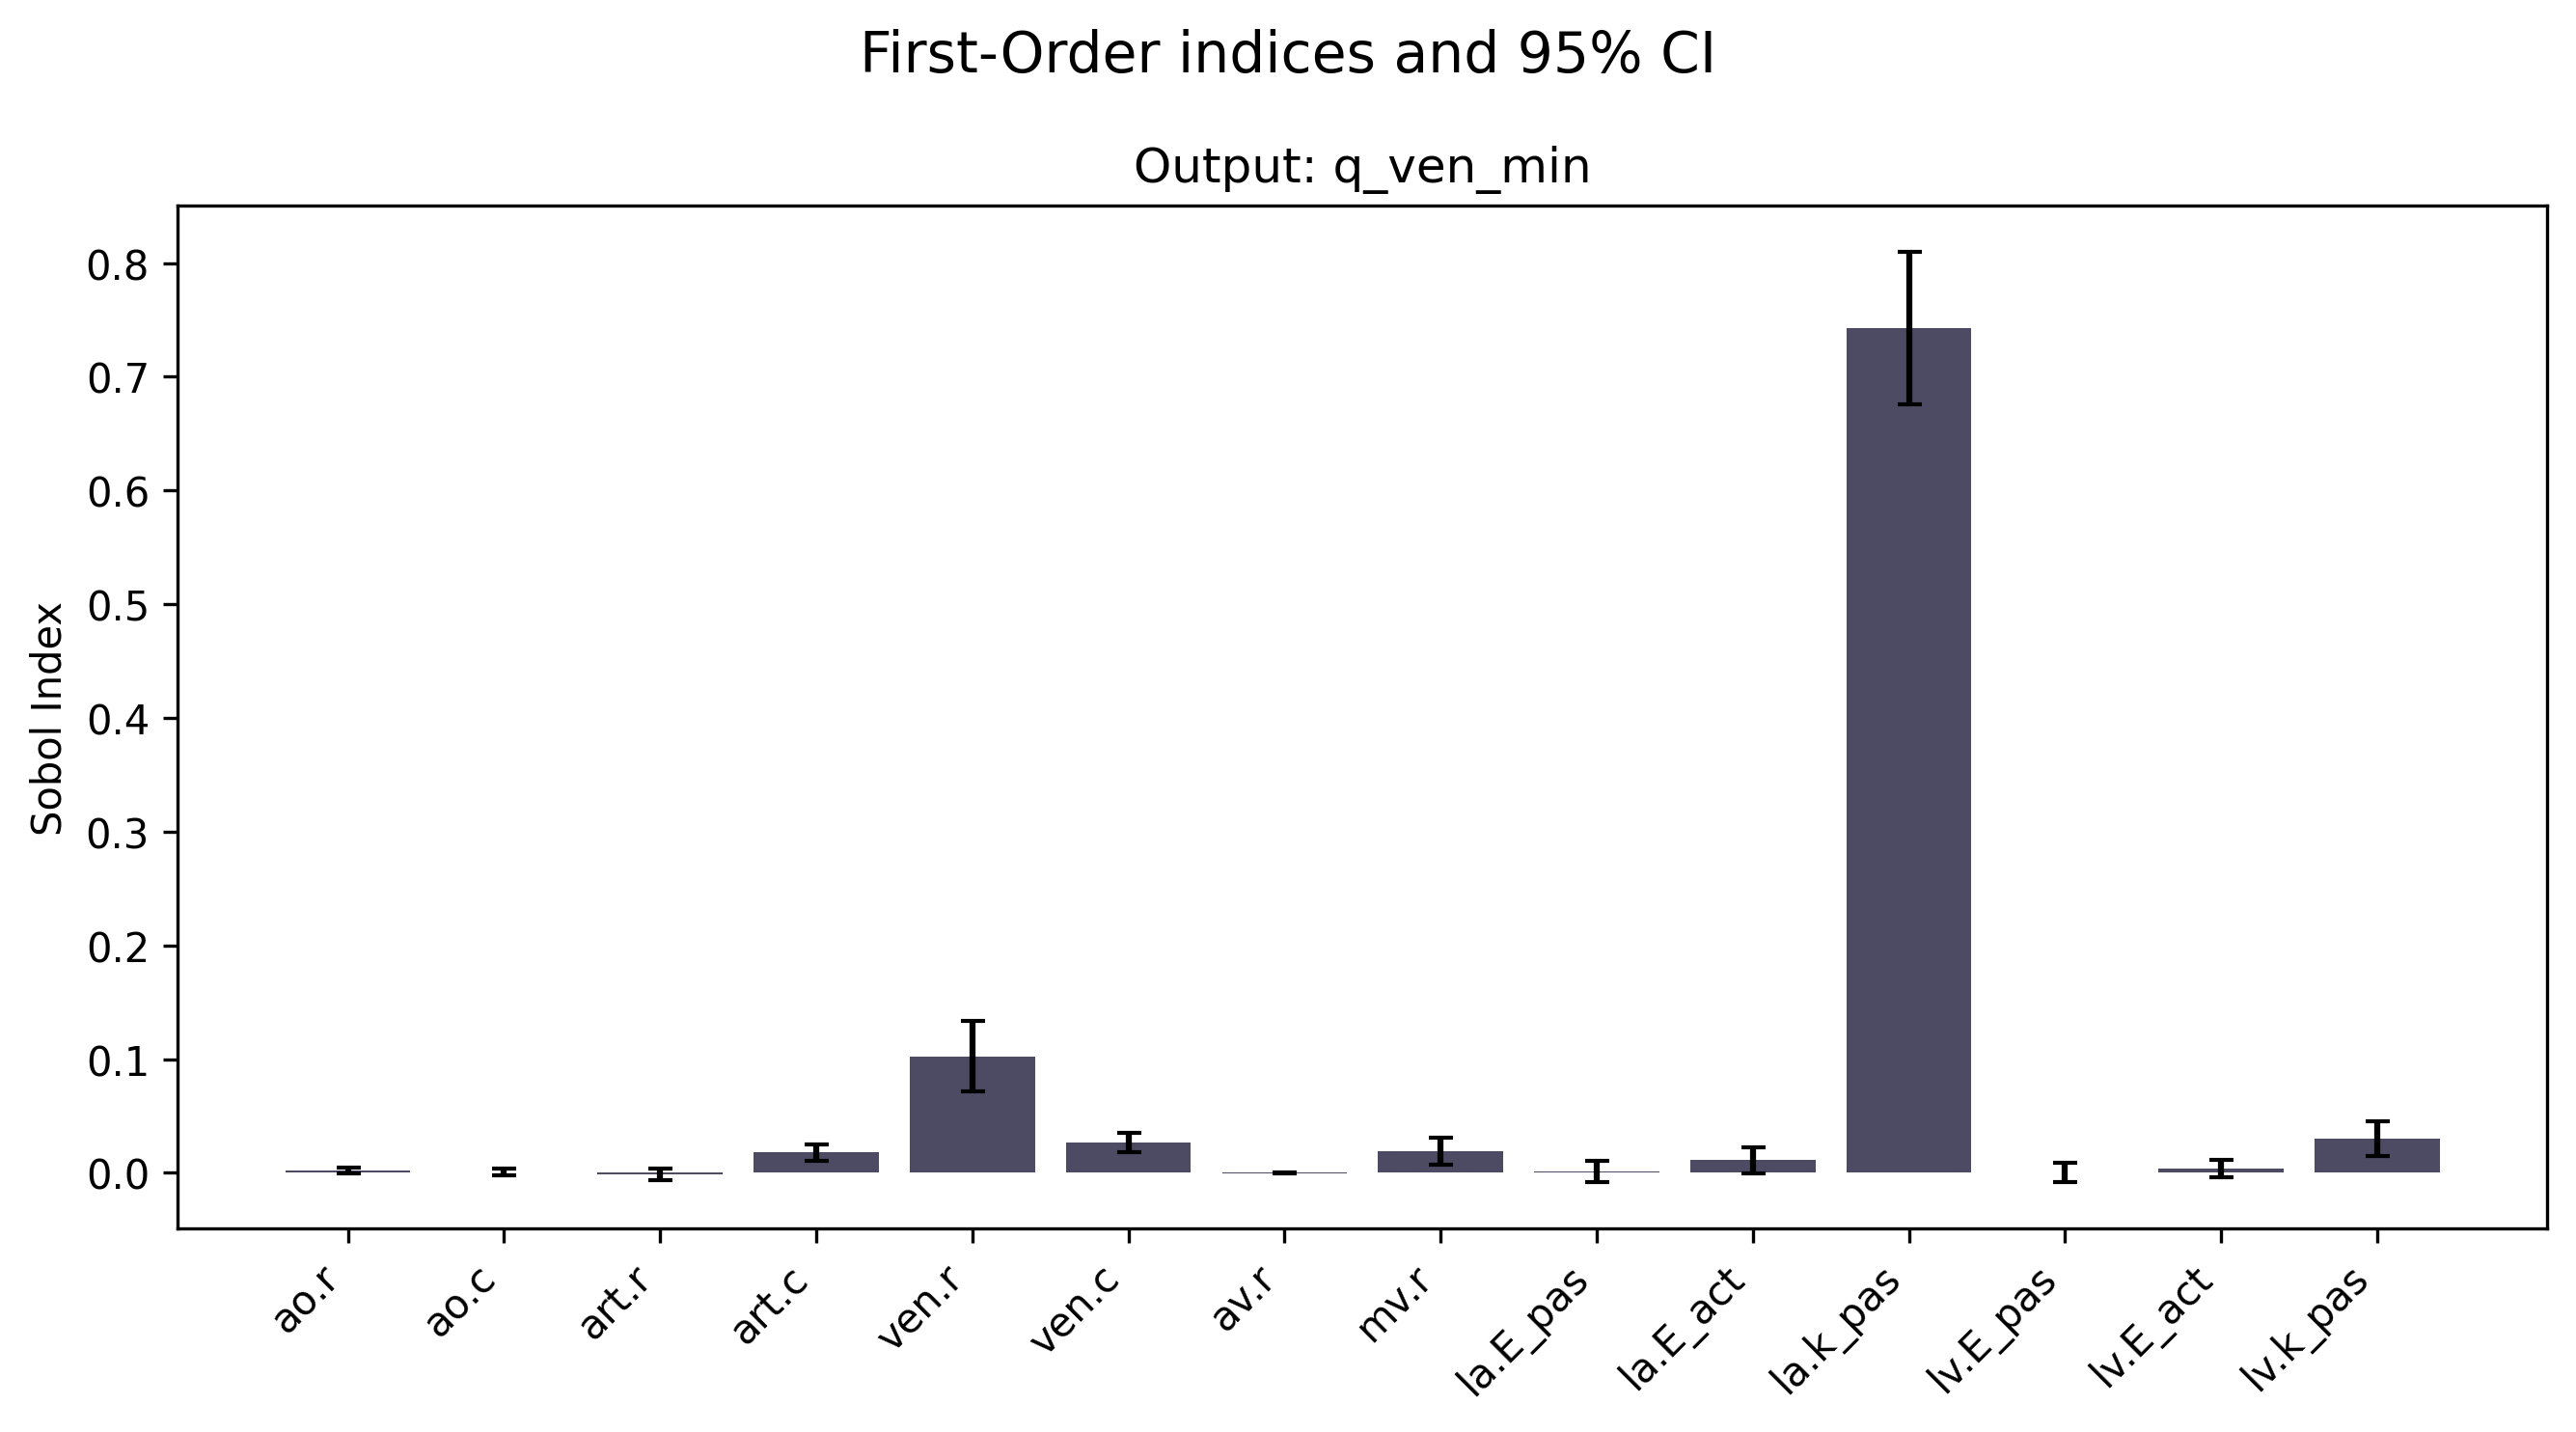 First-Order indices and 95% CI
Output: q_ven_min
Sobol Index
0.8
0.7
0.6
0.5
0.4
0.3
0.2
0.1
0.0
ao.r
ao.c
art.r
art.c
ven.r
ven.c
av.r
mv.r
la.E_pas
la.E_act
la.k_pas
lv.E_pas
lv.E_act
lv.k_pas